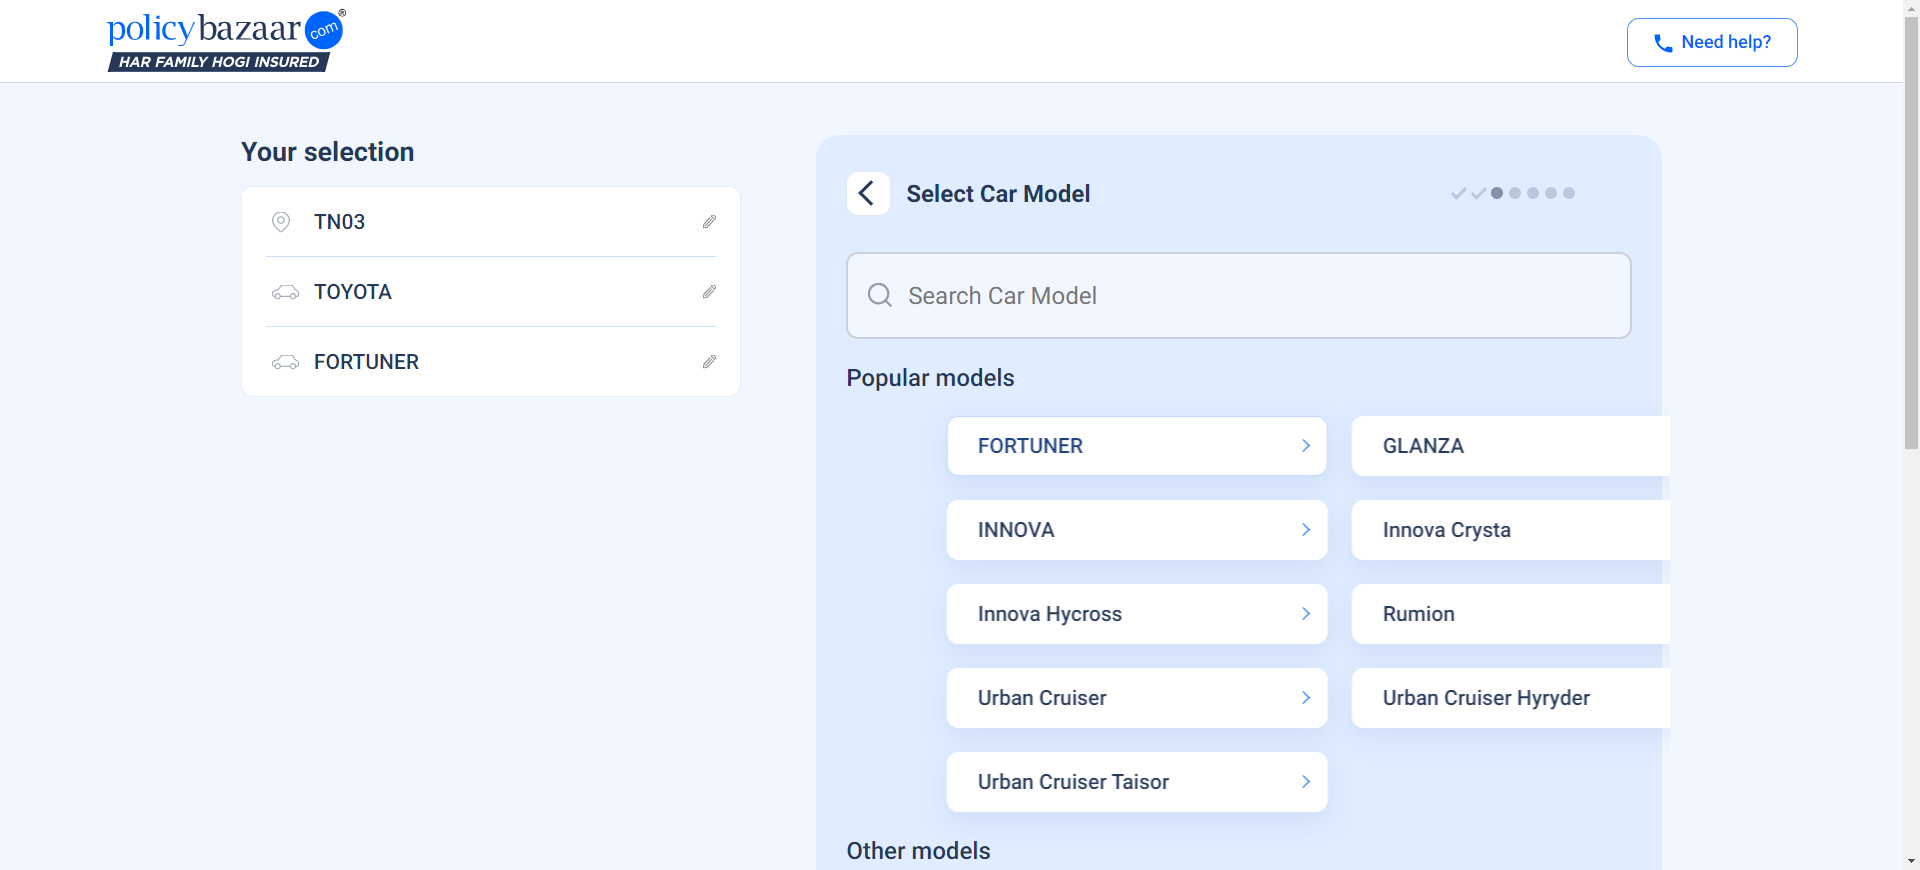 policybazaar com ®
HAR FAMILY HOGI INSURED
Need help?
Your selection
TN03
TOYOTA
FORTUNER
Select Car Model
Search Car Model
Popular models
FORTUNER
GLANZA
INNOVA
Innova Crysta
Innova Hycross
Rumion
Urban Cruiser
Urban Cruiser Hyryder
Urban Cruiser Taisor
Other models